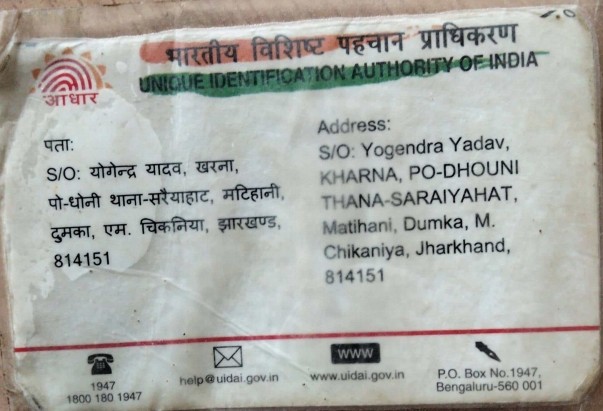 भारतीय विशिष्ट पहचान प्राधिकरण
UNIQUE IDENTIFICATION AUTHORITY OF INDIA
आधार
पता:
S/O: योगेन्द्र यादव, खरना,
पो-धोनी थाना-सरैयाहाट, मटिहानी,
दुमका, एम. चिकनिया, झारखण्ड,
814151
Address:
S/O: Yogendra Yadav,
KHARNA, PO-DHOUNI
THANA-SARAIYAHAT,
Matihani, Dumka, M.
Chikaniya, Jharkhand,
814151
1947
1800 180 1947
help@uidai.gov.in
www
www.uidai.gov.in
P.O. Box No.1947,
Bengaluru-560 001